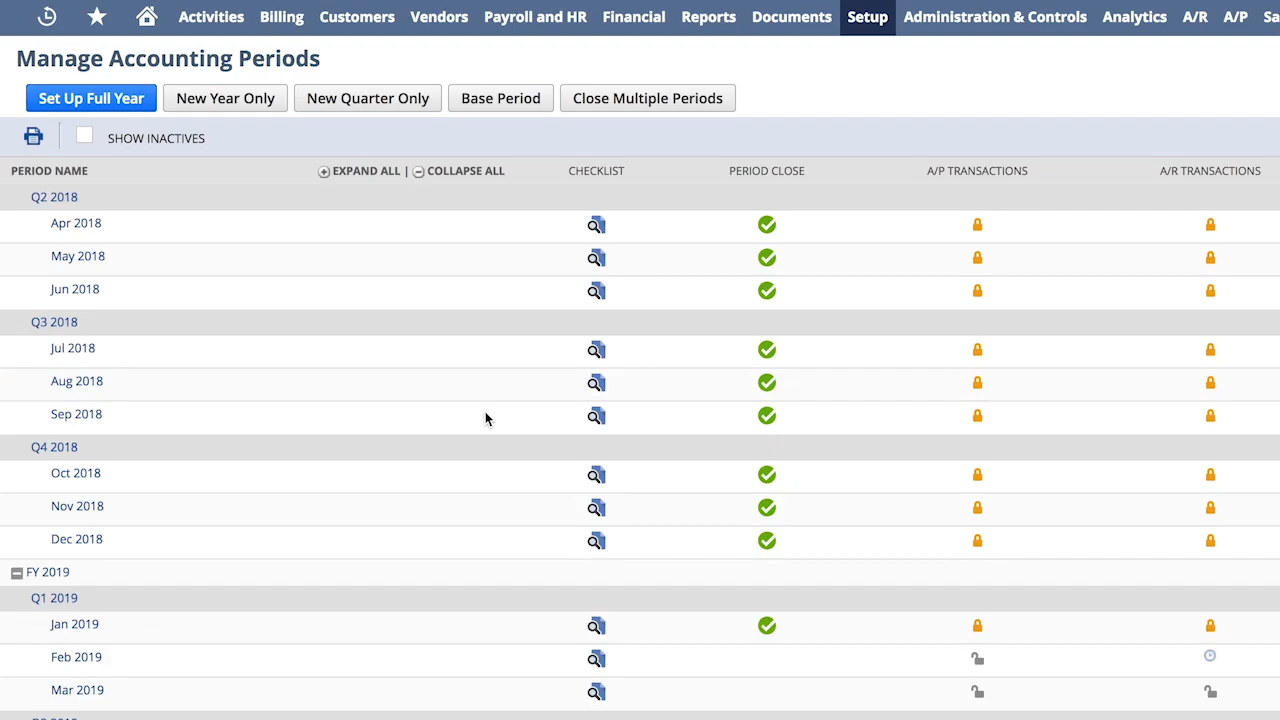 Activities Billing Customers Vendors Payroll and HR Financial Reports Documents Setup Administration & Controls Analytics A/R A/P Sa
Manage Accounting Periods
Set Up Full Year New Year Only New Quarter Only Base Period Close Multiple Periods
SHOW INACTIVES
PERIOD NAME EXPAND ALL | COLLAPSE ALL CHECKLIST PERIOD CLOSE A/P TRANSACTIONS A/R TRANSACTIONS
Q2 2018
Apr 2018
May 2018
Jun 2018
Q3 2018
Jul 2018
Aug 2018
Sep 2018
Q4 2018
Oct 2018
Nov 2018
Dec 2018
FY 2019
Q1 2019
Jan 2019
Feb 2019
Mar 2019